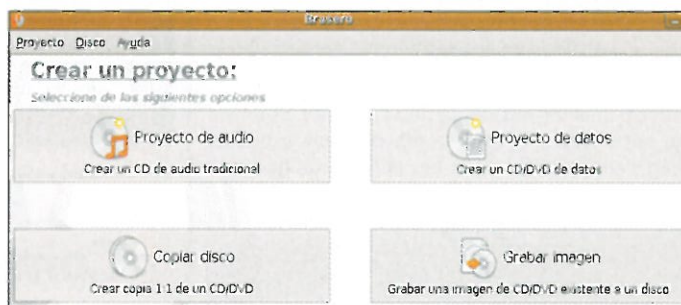 Brasero
Proyecto Disco Ayuda
Crear un proyecto:
Seleccione de las siguientes opciones
Proyecto de audio
Crear un CD de audio tradicional
Proyecto de datos
Crear un CD/DVD de datos
Copiar disco
Crear copia 1:1 de un CD/DVD
Grabar imagen
Grabar una imagen de CD/DVD existente a un disco